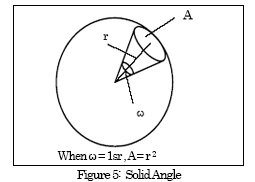 A
r
ω
When ω = 1sr, A= r²
Figure 5: Solid Angle